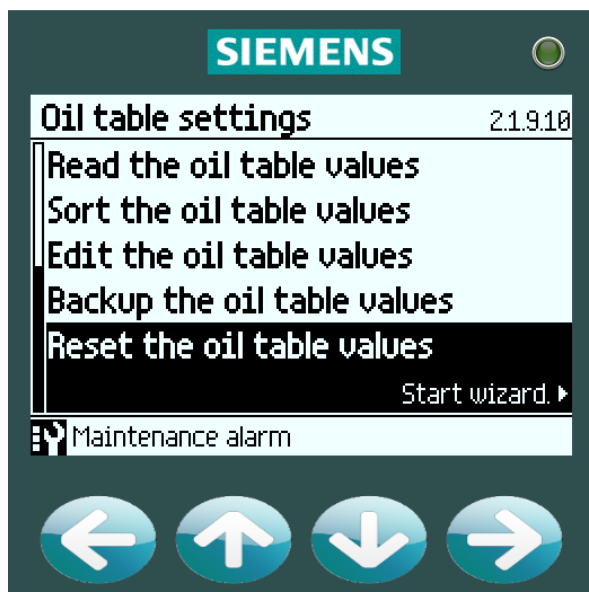 SIEMENS
Oil table settings 2.1.9.10
Read the oil table values
Sort the oil table values
Edit the oil table values
Backup the oil table values
Reset the oil table values
Start wizard.
Maintenance alarm